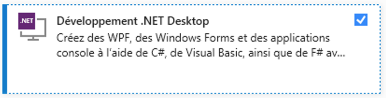 .NET
Développement .NET Desktop
Créez des WPF, des Windows Forms et des applications
console à l'aide de C#, de Visual Basic, ainsi que de F# av...